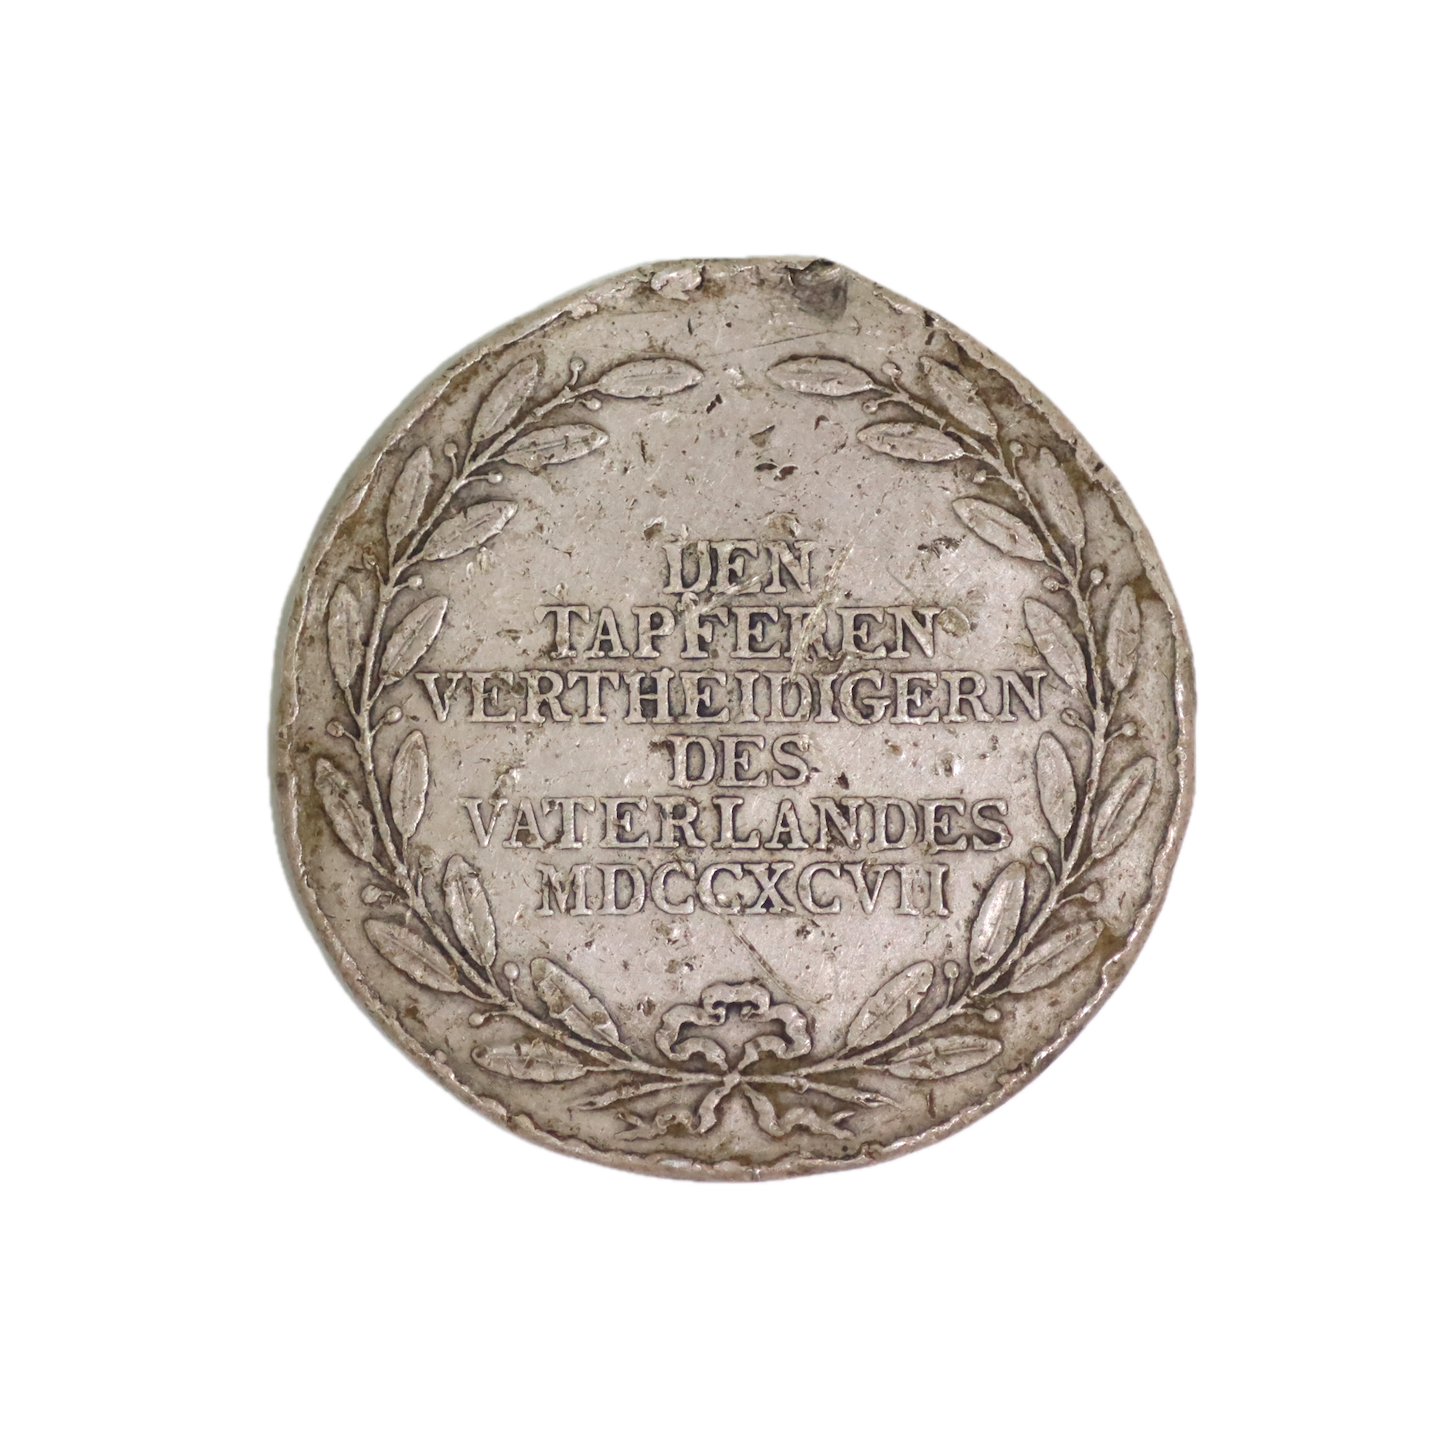 DEN
TAPFEREN
VERTHEIDIGERN
DES
VATERLANDES
MDCCXCVII